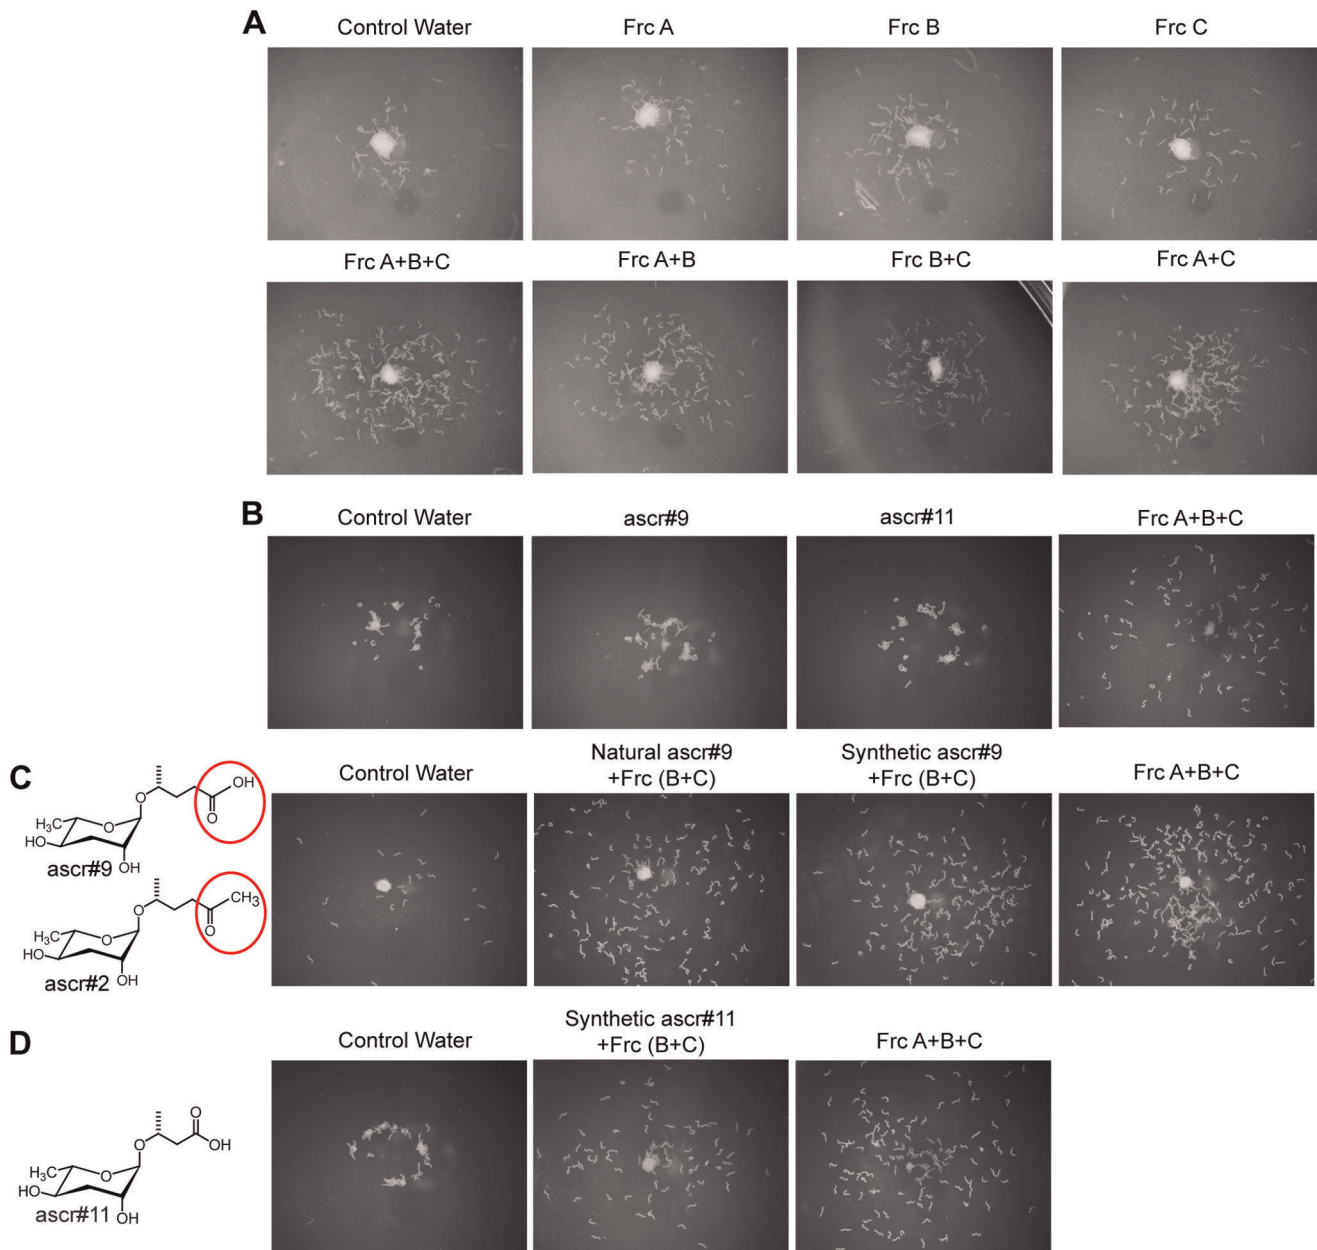 A
Control Water
Frc A
Frc B
Frc C
Frc A+B+C
Frc A+B
Frc B+C
Frc A+C
B
Control Water
ascr#9
ascr#11
Frc A+B+C
C
OH
O
O
H₃C
O
HO
OH
ascr#9
CH₃
O
O
H₃C
O
HO
OH
ascr#2
Control Water
Natural ascr#9
+Frc (B+C)
Synthetic ascr#9
+Frc (B+C)
Frc A+B+C
D
O
OH
O
H₃C
O
HO
OH
ascr#11
Control Water
Synthetic ascr#11
+Frc (B+C)
Frc A+B+C